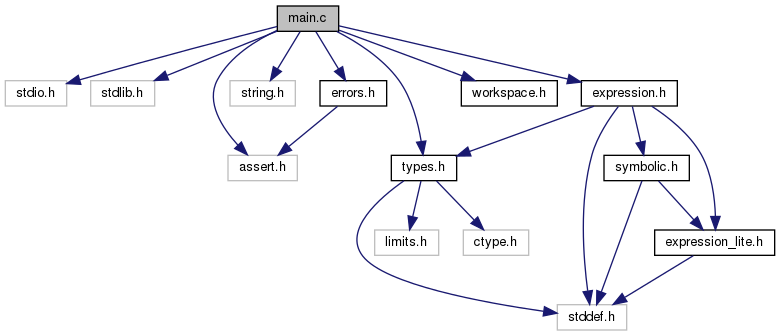 main.c
stdio.h
stdlib.h
string.h
errors.h
workspace.h
expression.h
assert.h
types.h
symbolic.h
limits.h
ctype.h
expression_lite.h
stddef.h